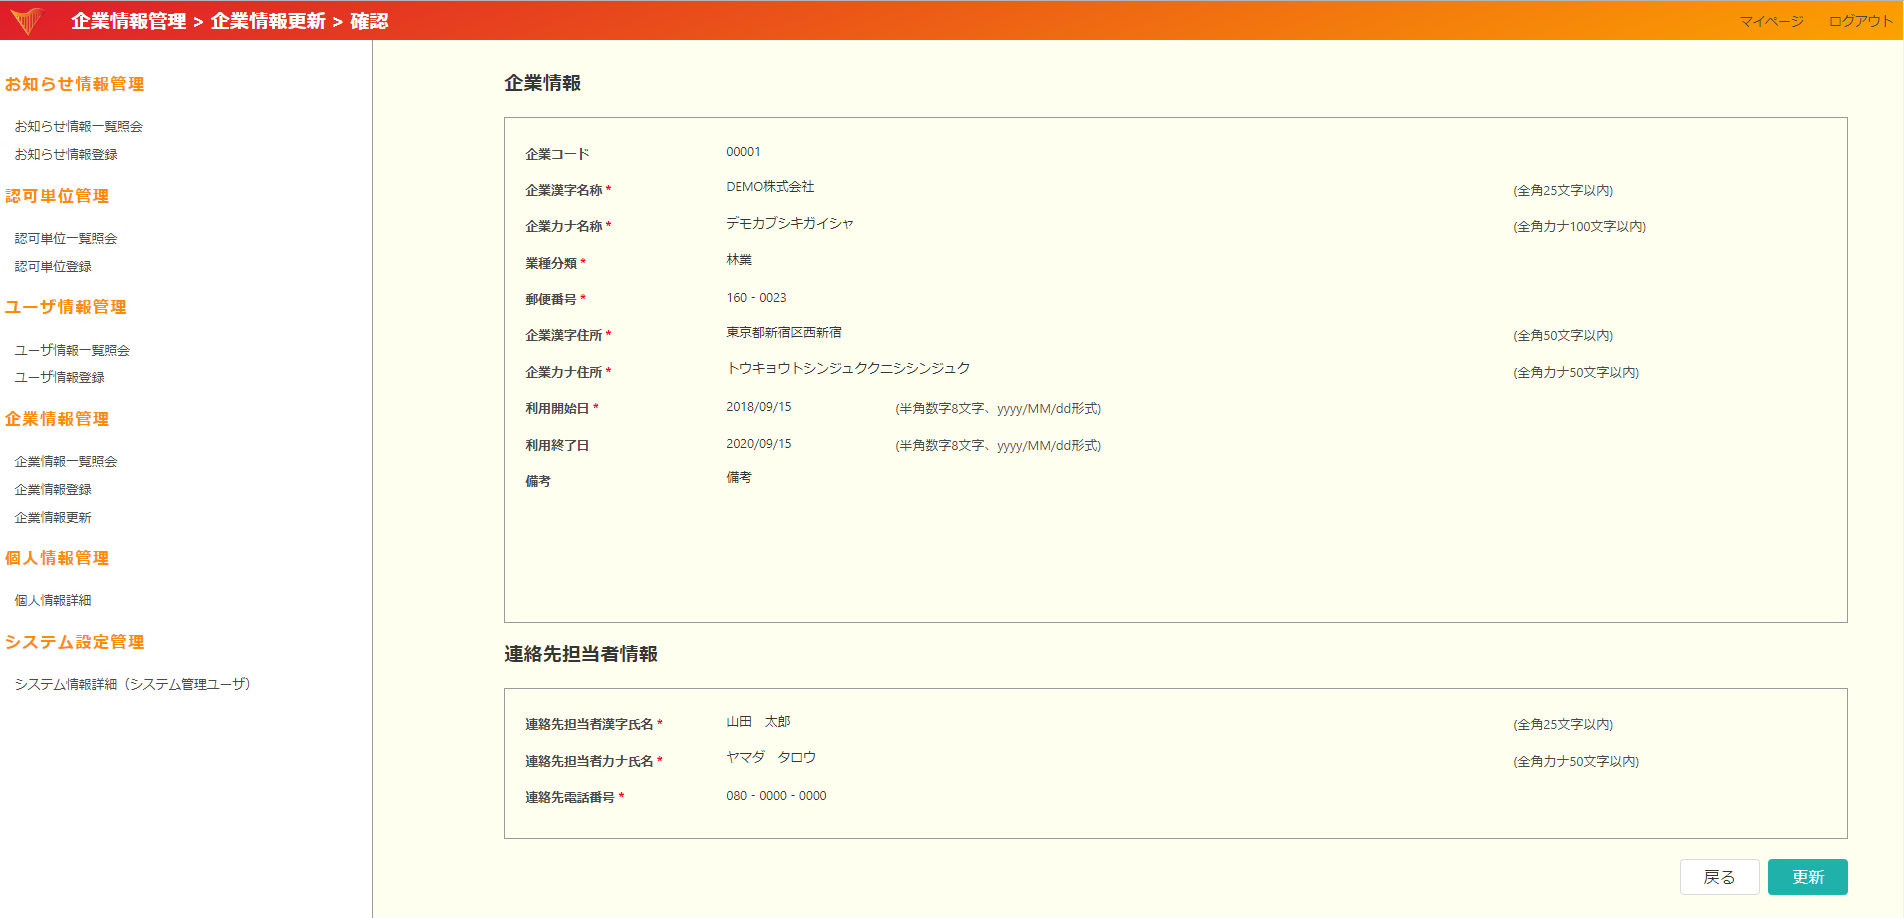 企業情報管理 > 企業情報更新 > 確認
マイページ ログアウト
お知らせ情報管理
お知らせ情報一覧照会
お知らせ情報登録
認可単位管理
認可単位一覧照会
認可単位登録
ユーザ情報管理
ユーザ情報一覧照会
ユーザ情報登録
企業情報管理
企業情報一覧照会
企業情報登録
企業情報更新
個人情報管理
個人情報詳細
システム設定管理
システム情報詳細（システム管理ユーザ）
企業情報
企業コード 00001
企業漢字名称 * DEMO株式会社 (全角25文字以内)
企業カナ名称 * デモカブシキガイシャ (全角カナ100文字以内)
業種分類 * 林業
郵便番号 * 160 - 0023
企業漢字住所 * 東京都新宿区西新宿 (全角50文字以内)
企業カナ住所 * トウキョウトシンジュククニシシンジュク (全角カナ50文字以内)
利用開始日 * 2018/09/15 (半角数字8文字、yyyy/MM/dd形式)
利用終了日 2020/09/15 (半角数字8文字、yyyy/MM/dd形式)
備考 備考
連絡先担当者情報
連絡先担当者漢字氏名 * 山田　太郎 (全角25文字以内)
連絡先担当者カナ氏名 * ヤマダ　タロウ (全角カナ50文字以内)
連絡先電話番号 * 080 - 0000 - 0000
戻る 更新